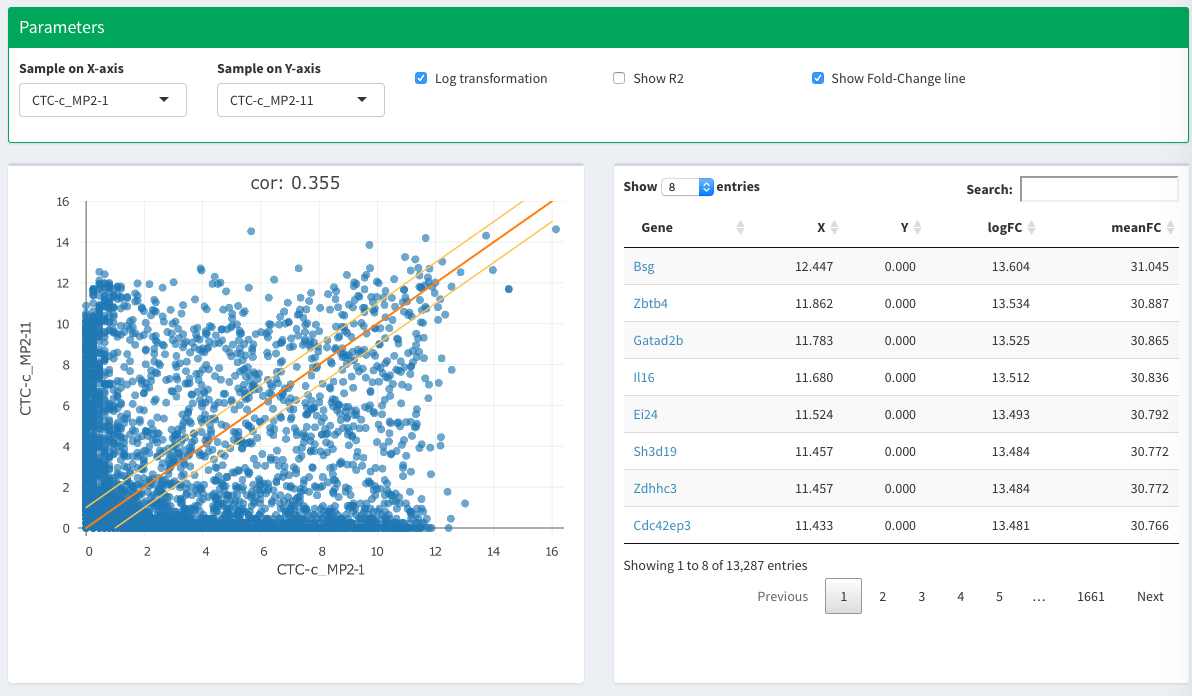 Parameters
Sample on X-axis
CTC-c_MP2-1
Sample on Y-axis
CTC-c_MP2-11
Log transformation
Show R2
Show Fold-Change line
cor: 0.355
16
14
12
10
8
6
4
2
0
CTC-c_MP2-11
0 2 4 6 8 10 12 14 16
CTC-c_MP2-1
Show 8 entries
Search:
Gene X Y logFC meanFC
Bsg 12.447 0.000 13.604 31.045
Zbtb4 11.862 0.000 13.534 30.887
Gatad2b 11.783 0.000 13.525 30.865
Il16 11.680 0.000 13.512 30.836
Ei24 11.524 0.000 13.493 30.792
Sh3d19 11.457 0.000 13.484 30.772
Zdhhc3 11.457 0.000 13.484 30.772
Cdc42ep3 11.433 0.000 13.481 30.766
Showing 1 to 8 of 13,287 entries
Previous 1 2 3 4 5 … 1661 Next